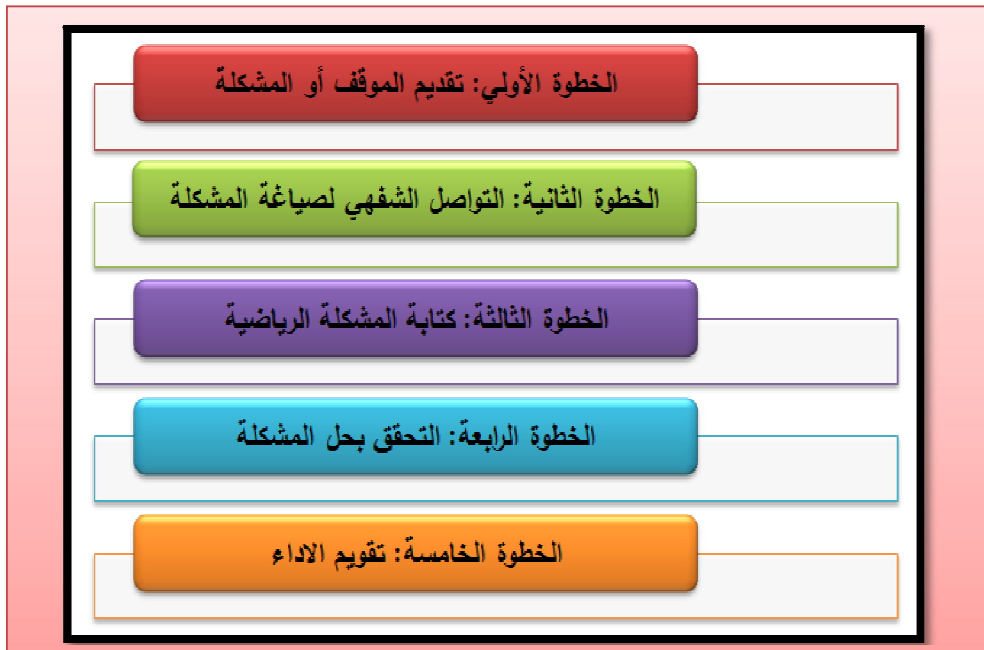 الخطوة الأولي: تقديم الموقف أو المشكلة
الخطوة الثانية: التواصل الشفهي لصياغة المشكلة
الخطوة الثالثة: كتابة المشكلة الرياضية
الخطوة الرابعة: التحقق بحل المشكلة
الخطوة الخامسة: تقويم الاداء